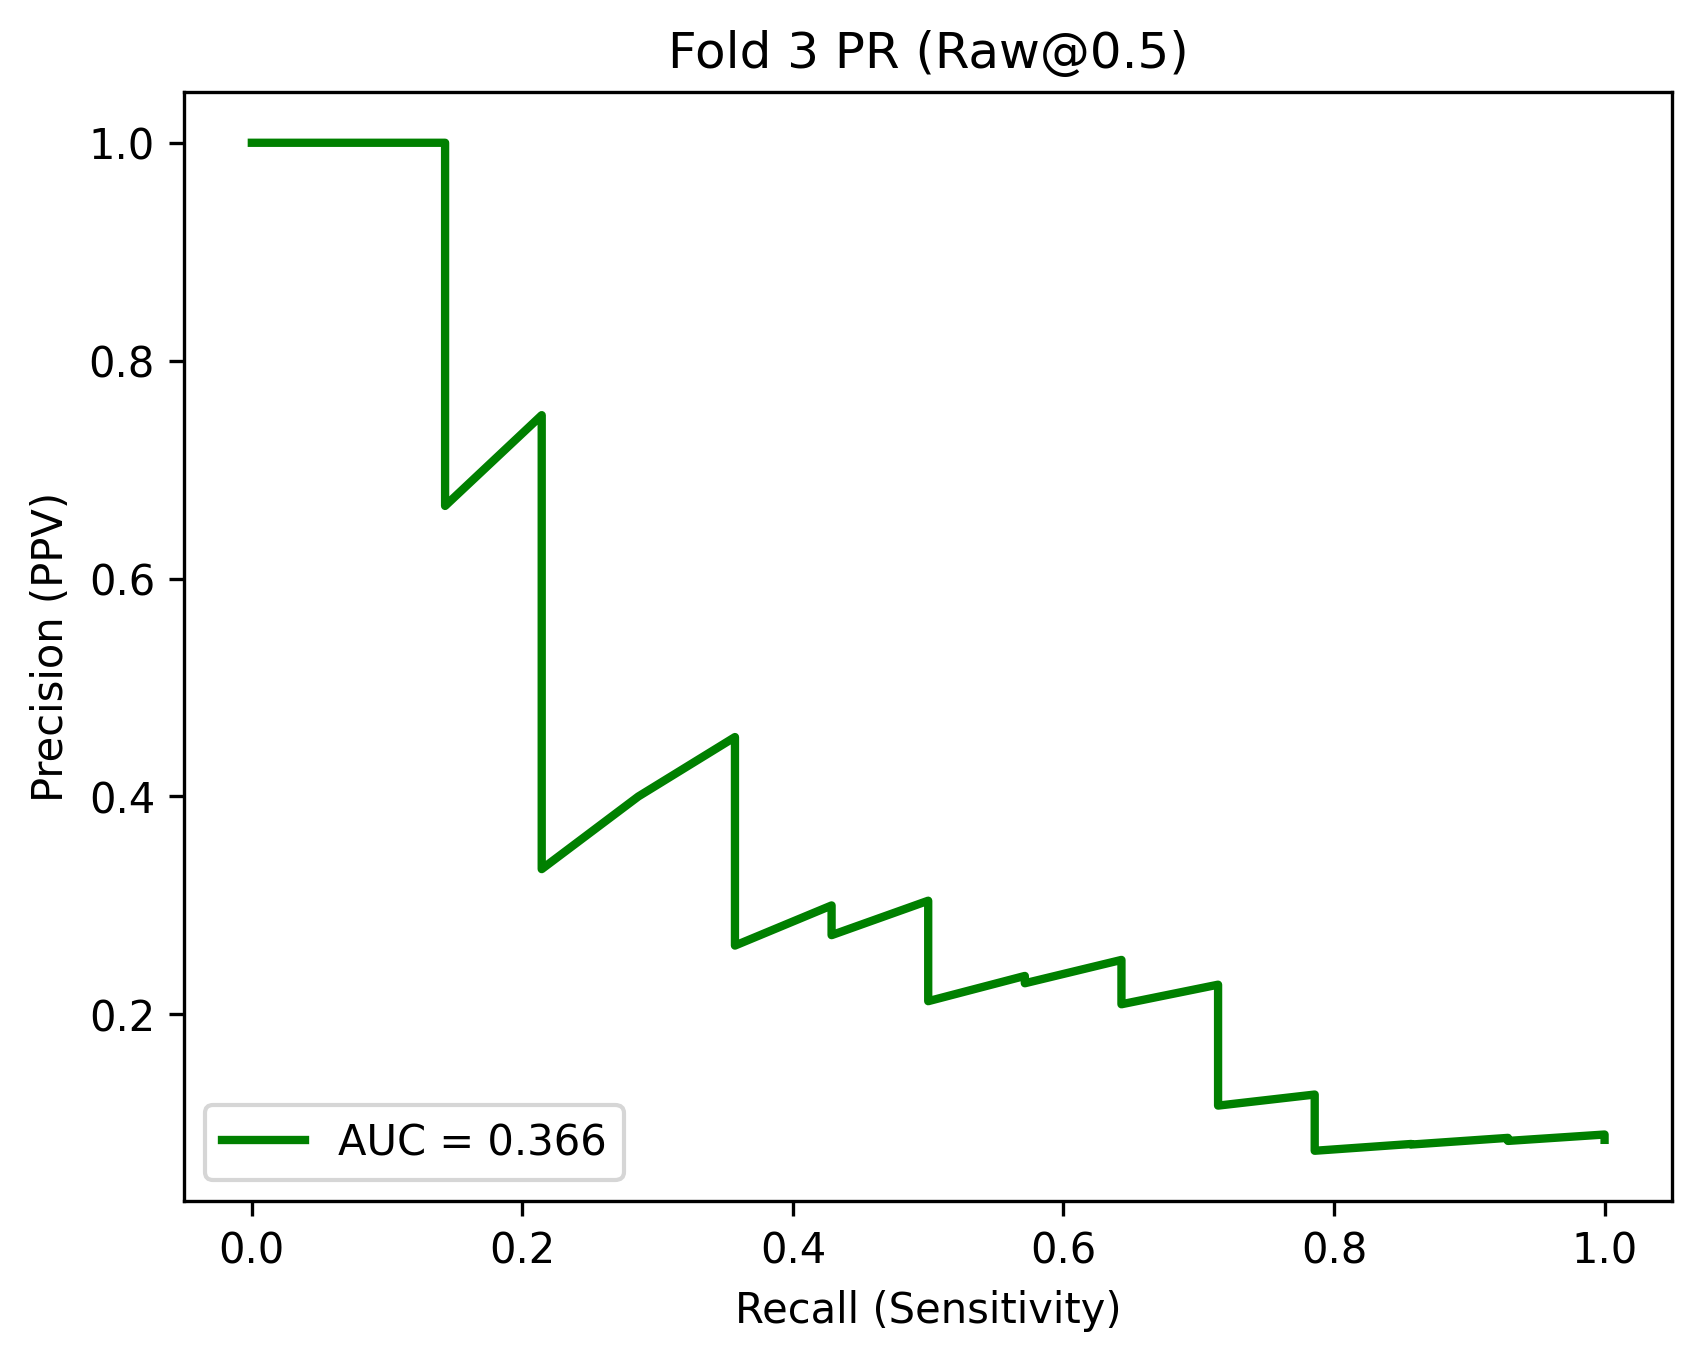 Fold 3 PR (Raw@0.5)
Precision (PPV)
1.0
0.8
0.6
0.4
0.2
AUC = 0.366
0.0 0.2 0.4 0.6 0.8 1.0
Recall (Sensitivity)